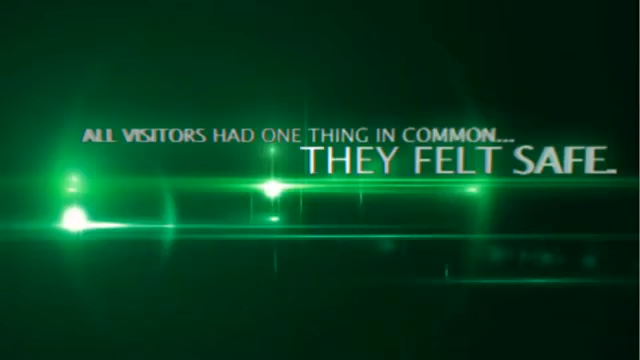 ALL VISITORS HAD ONE THING IN COMMON...
THEY FELT SAFE.